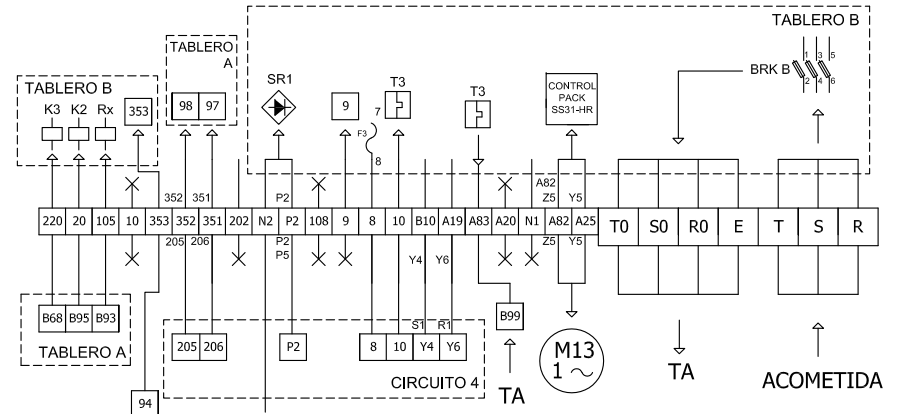 TABLERO B
TABLERO A
TABLERO B
K3 K2 Rx 353
98 97
SR1
9
7
F3
8
T3
T3
CONTROL PACK SS31-HR
BRK B
1 3 5
2 4 6
352 351
P2
A82
Z5 Y5
220 20 105 10 353 352 351 202 N2 P2 108 9 8 10 B10 A19 A83 A20 N1 A82 A25 T0 S0 R0 E T S R
205 206
P2
P5
Y4 Y6
Z5 Y5
B68 B95 B93
TABLERO A
205 206
P2
S1 R1
8 10 Y4 Y6
CIRCUITO 4
B99
TA
M13
1 ~
TA
ACOMETIDA
94